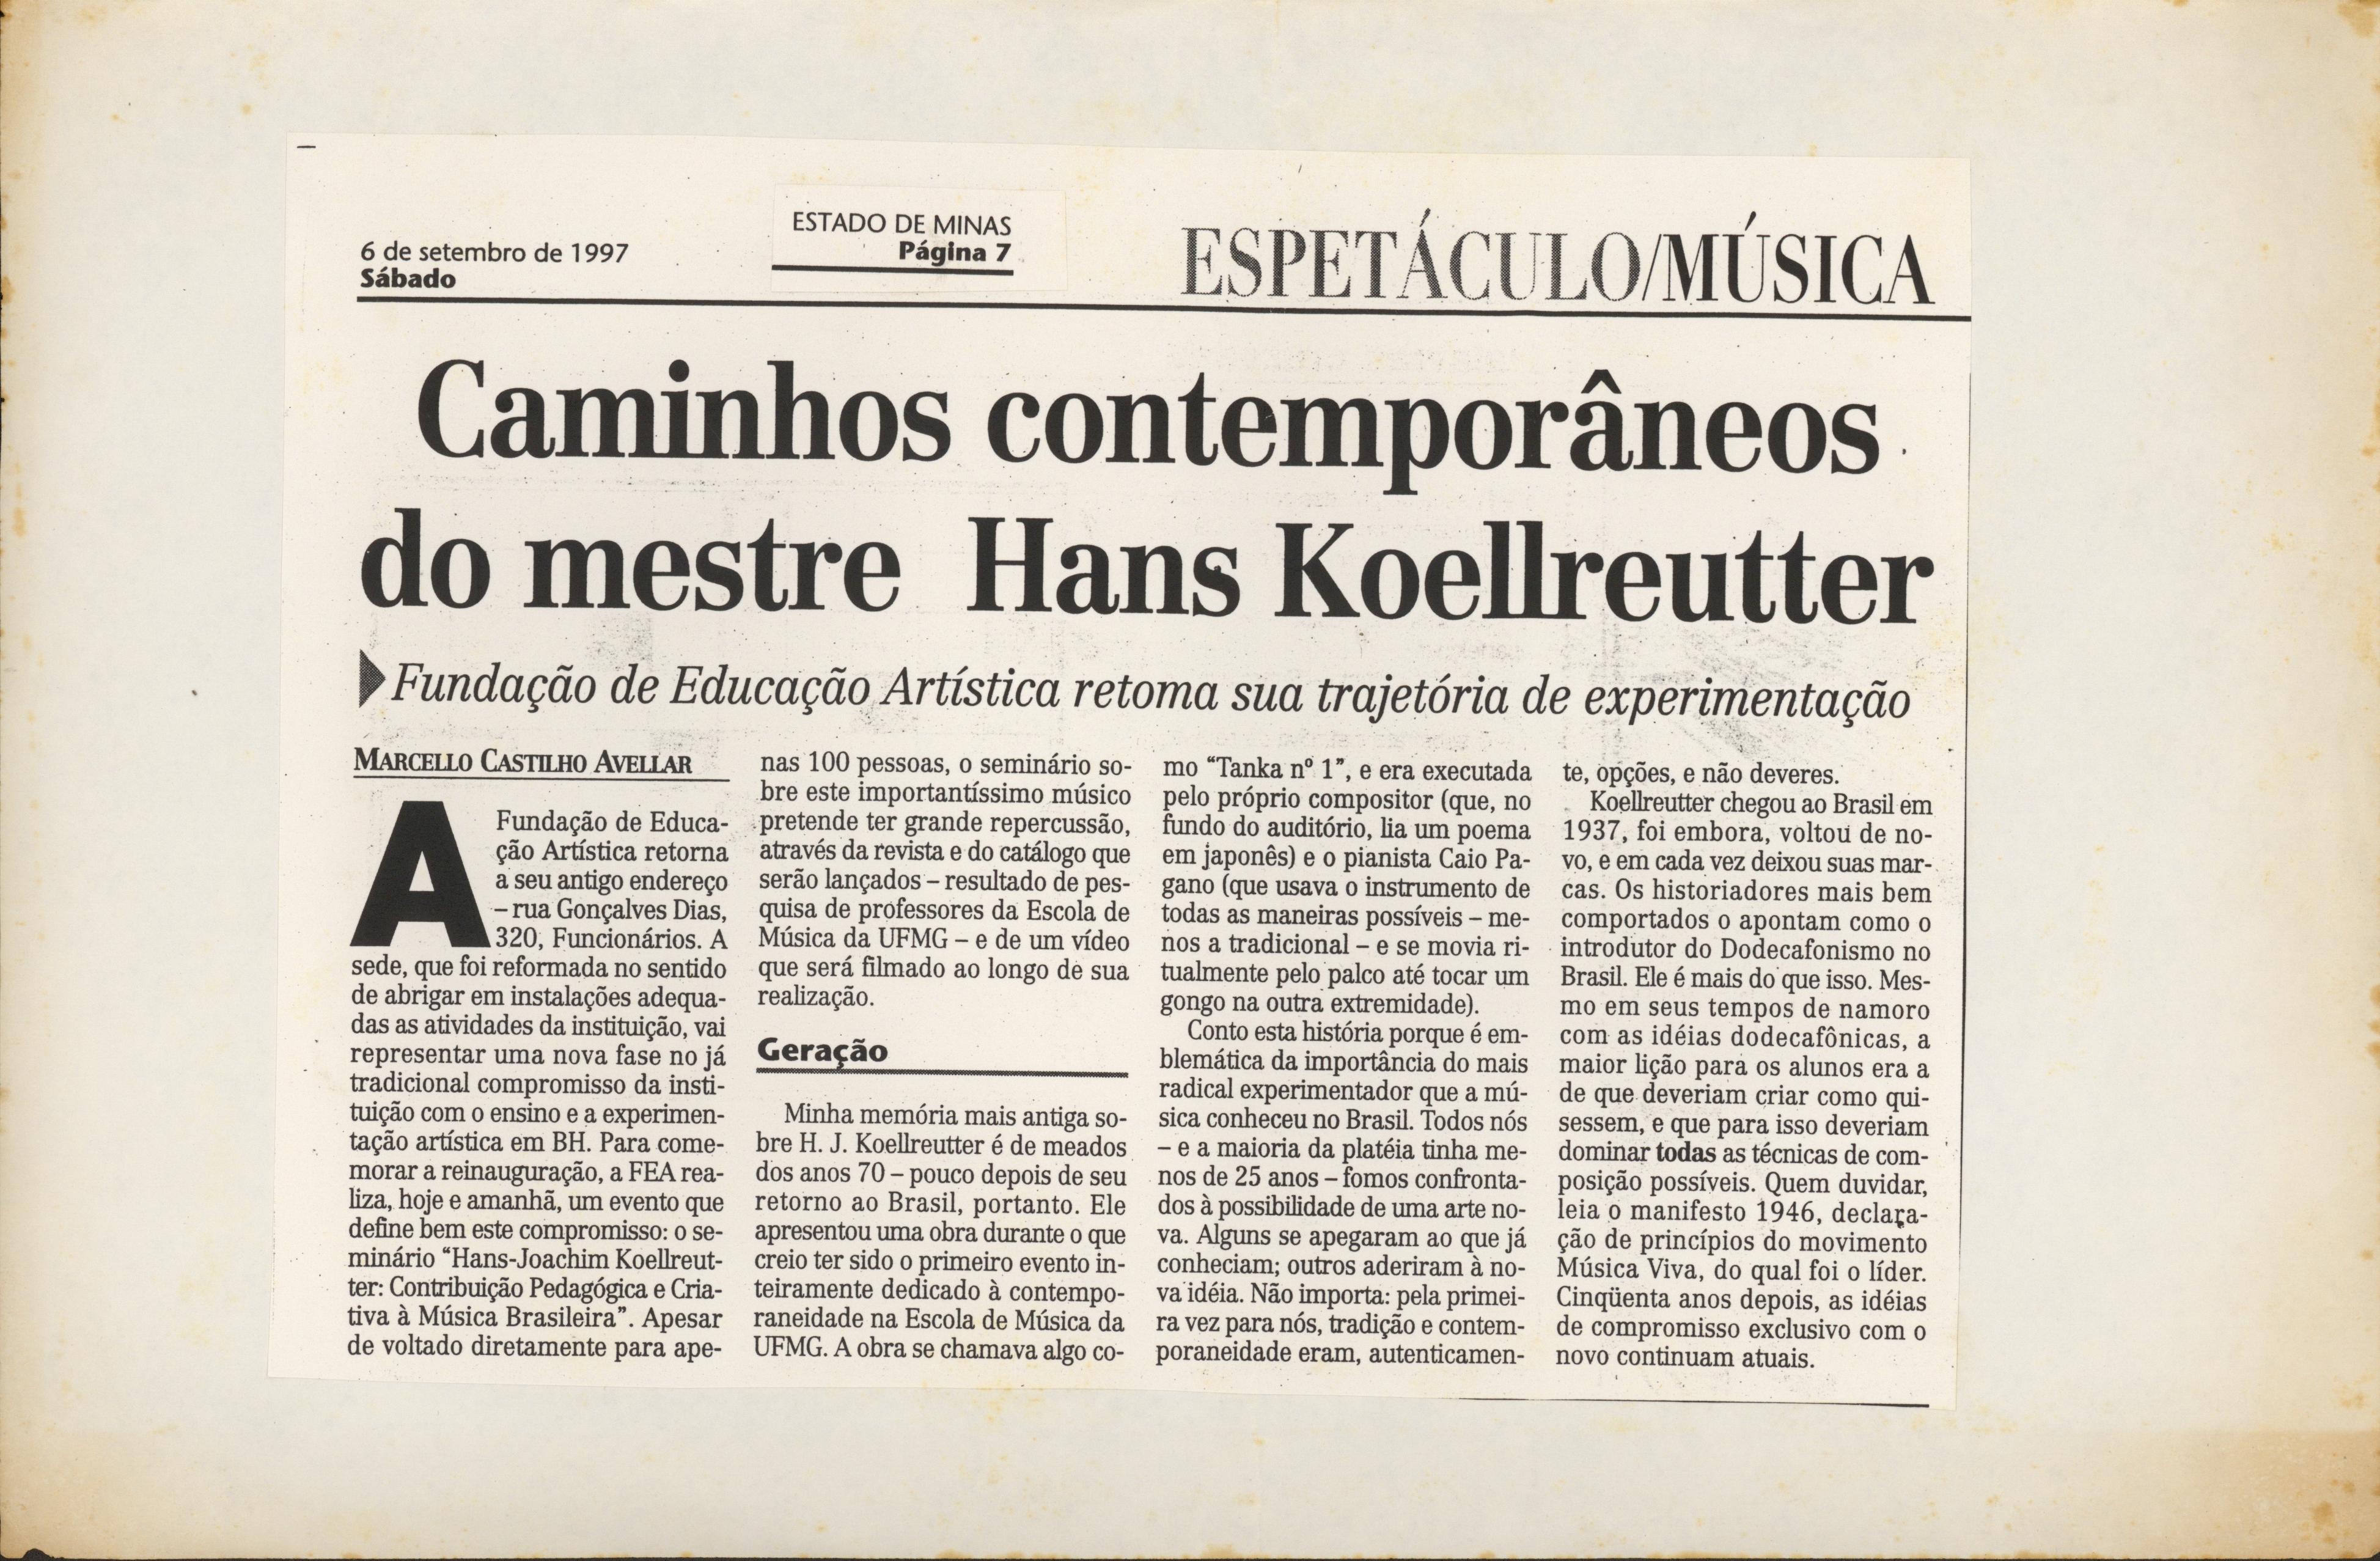 6 de setembro de 1997
Sábado
ESTADO DE MINAS
Página 7
ESPETÁCULO/MÚSICA
Caminhos contemporâneos
do mestre Hans Koellreutter
Fundação de Educação Artística retoma sua trajetória de experimentação
MARCELLO CASTILHO AVELLAR
A Fundação de Educa-
ção Artística retorna
a seu antigo endereço
– rua Gonçalves Dias,
320, Funcionários. A
sede, que foi reformada no sentido
de abrigar em instalações adequa-
das as atividades da instituição, vai
representar uma nova fase no já
tradicional compromisso da insti-
tuição com o ensino e a experimen-
tação artística em BH. Para come-
morar a reinauguração, a FEA rea-
liza, hoje e amanhã, um evento que
define bem este compromisso: o se-
minário “Hans-Joachim Koellreut-
ter: Contribuição Pedagógica e Cria-
tiva à Música Brasileira”. Apesar
de voltado diretamente para ape-
nas 100 pessoas, o seminário so-
bre este importantíssimo músico
pretende ter grande repercussão,
através da revista e do catálogo que
serão lançados – resultado de pes-
quisa de professores da Escola de
Música da UFMG – e de um vídeo
que será filmado ao longo de sua
realização.
Geração
Minha memória mais antiga so-
bre H. J. Koellreutter é de meados
dos anos 70 – pouco depois de seu
retorno ao Brasil, portanto. Ele
apresentou uma obra durante o que
creio ter sido o primeiro evento in-
teiramente dedicado à contempo-
raneidade na Escola de Música da
UFMG. A obra se chamava algo co-
mo “Tanka nº 1”, e era executada
pelo próprio compositor (que, no
fundo do auditório, lia um poema
em japonês) e o pianista Caio Pa-
gano (que usava o instrumento de
todas as maneiras possíveis – me-
nos a tradicional – e se movia ri-
tualmente pelo palco até tocar um
gongo na outra extremidade).
Conto esta história porque é em-
blemática da importância do mais
radical experimentador que a mú-
sica conheceu no Brasil. Todos nós
– e a maioria da platéia tinha me-
nos de 25 anos – fomos confronta-
dos à possibilidade de uma arte no-
va. Alguns se apegaram ao que já
conheciam; outros aderiram à no-
va idéia. Não importa: pela primei-
ra vez para nós, tradição e contem-
poraneidade eram, autenticamen-
te, opções, e não deveres.
Koellreutter chegou ao Brasil em
1937, foi embora, voltou de no-
vo, e em cada vez deixou suas mar-
cas. Os historiadores mais bem
comportados o apontam como o
introdutor do Dodecafonismo no
Brasil. Ele é mais do que isso. Mes-
mo em seus tempos de namoro
com as idéias dodecafônicas, a
maior lição para os alunos era a
de que deveriam criar como qui-
sessem, e que para isso deveriam
dominar todas as técnicas de com-
posição possíveis. Quem duvidar,
leia o manifesto 1946, declara-
ção de princípios do movimento
Música Viva, do qual foi o líder.
Cinqüenta anos depois, as idéias
de compromisso exclusivo com o
novo continuam atuais.